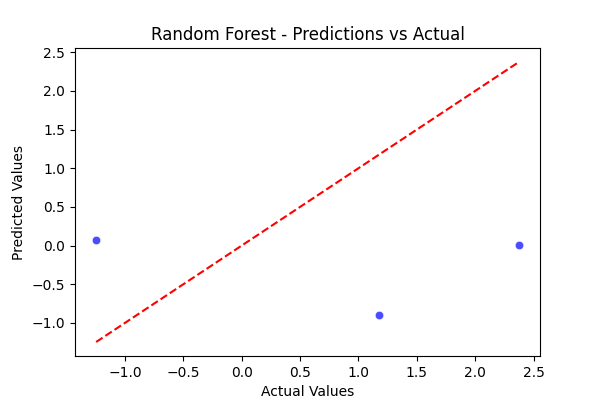 Random Forest - Predictions vs Actual
2.5
2.0
1.5
1.0
0.5
0.0
−0.5
−1.0
Predicted Values
−1.0 −0.5 0.0 0.5 1.0 1.5 2.0 2.5
Actual Values